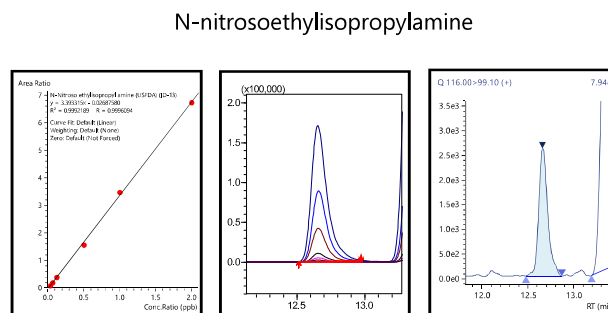 N-nitrosoethylisopropylamine
Area Ratio
N-Nitroso ethylisopropyl amine (USFDA) (ID-13)
y = 3.393315x - 0.02687580
R² = 0.9992189 R = 0.9996094
Curve Fit: Default (Linear)
Weighting: Default (None)
Zero: Default (Not Forced)
7
6
5
4
3
2
1
0
0.0
0.5
1.0
1.5
2.0
Conc.Ratio (ppb)
(x100,000)
2.0
1.5
1.0
0.5
0.0
12.5
13.0
Q 116.00>99.10 (+)
7.94
3.5e3
3.0e3
2.5e3
2.0e3
1.5e3
1.0e3
5.0e2
0.0e0
12.0
12.5
13.0
RT (mi